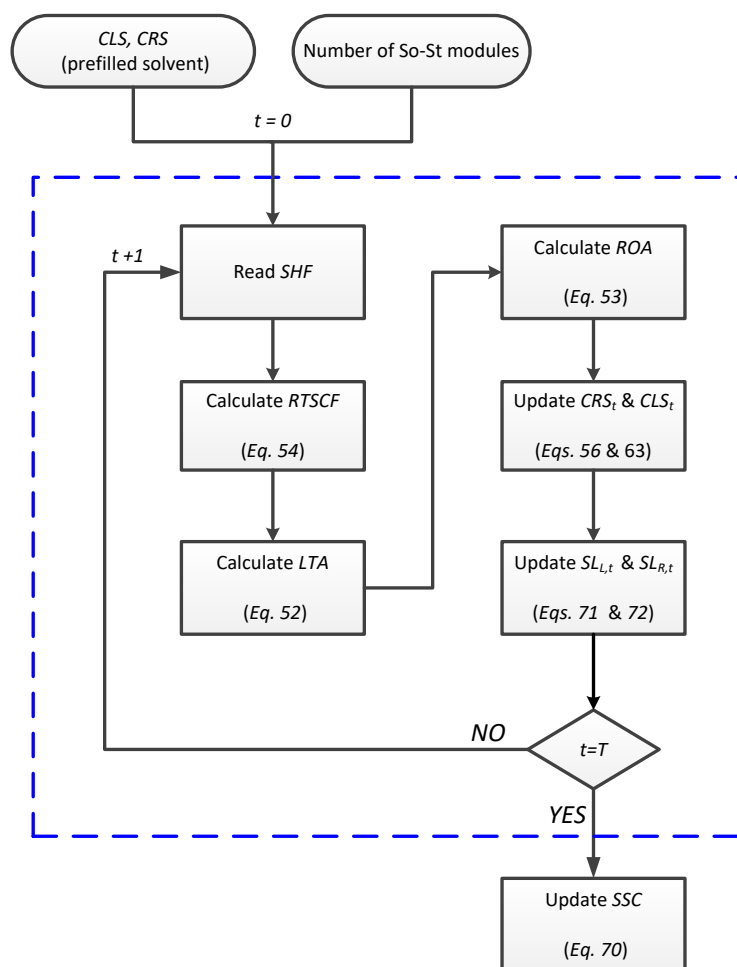 CLS, CRS
(prefilled solvent)
Number of So-St modules
t = 0
t +1
Read SHF
Calculate RTSCF
(Eq. 54)
Calculate LTA
(Eq. 52)
Calculate ROA
(Eq. 53)
Update CRSt & CLSt
(Eqs. 56 & 63)
Update SLL,t & SLR,t
(Eqs. 71 & 72)
t=T
NO
YES
Update SSC
(Eq. 70)